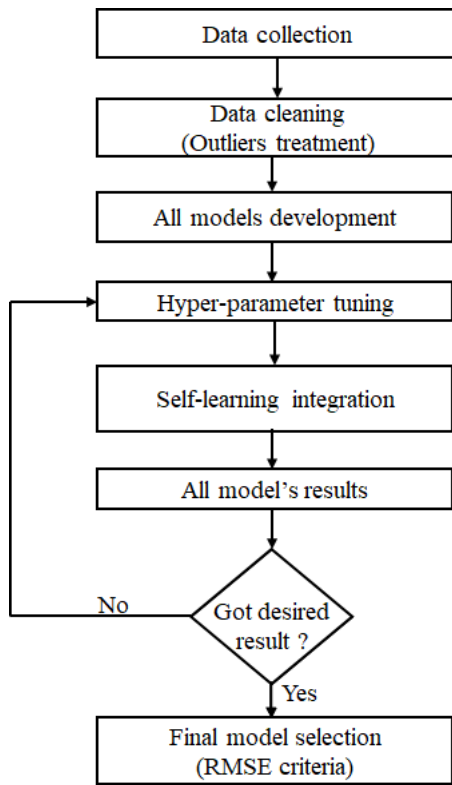 Data collection
Data cleaning
(Outliers treatment)
All models development
Hyper-parameter tuning
Self-learning integration
All model's results
No
Got desired
result ?
Yes
Final model selection
(RMSE criteria)